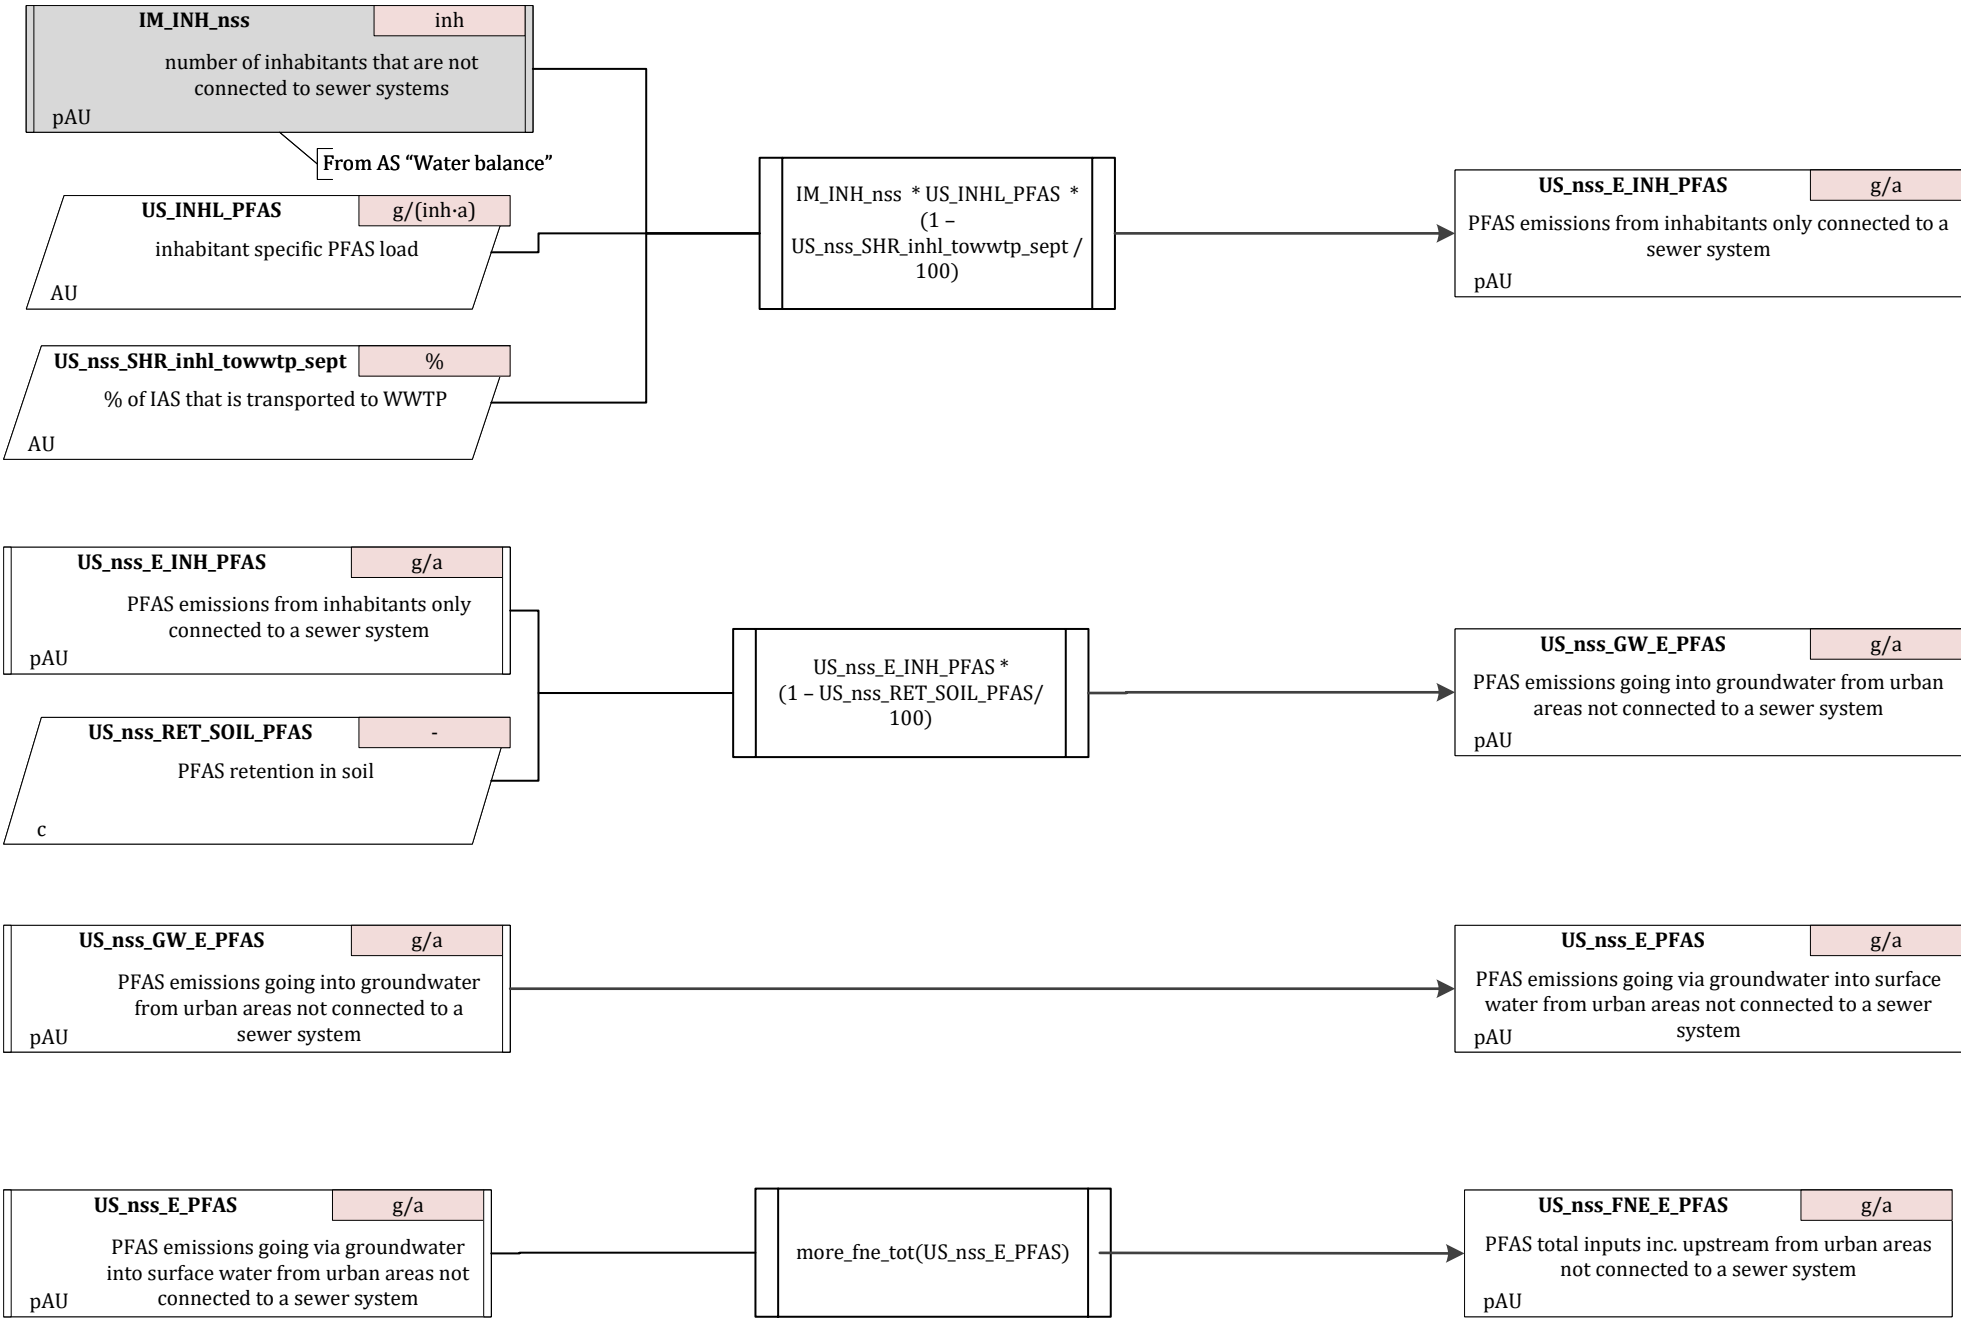 IM_INH_nss
inh
number of inhabitants that are not
connected to sewer systems
pAU
From AS “Water balance”
US_INHL_PFAS
g/(inh·a)
inhabitant specific PFAS load
AU
US_nss_SHR_inhl_towwtp_sept
%
% of IAS that is transported to WWTP
AU
IM_INH_nss * US_INHL_PFAS *
(1 –
US_nss_SHR_inhl_towwtp_sept /
100)
US_nss_E_INH_PFAS
g/a
PFAS emissions from inhabitants only connected to a
sewer system
pAU
US_nss_E_INH_PFAS
g/a
PFAS emissions from inhabitants only
connected to a sewer system
pAU
US_nss_RET_SOIL_PFAS
-
PFAS retention in soil
c
US_nss_E_INH_PFAS *
(1 – US_nss_RET_SOIL_PFAS/
100)
US_nss_GW_E_PFAS
g/a
PFAS emissions going into groundwater from urban
areas not connected to a sewer system
pAU
US_nss_GW_E_PFAS
g/a
PFAS emissions going into groundwater
from urban areas not connected to a
sewer system
pAU
US_nss_E_PFAS
g/a
PFAS emissions going via groundwater into surface
water from urban areas not connected to a sewer
system
pAU
US_nss_E_PFAS
g/a
PFAS emissions going via groundwater
into surface water from urban areas not
connected to a sewer system
pAU
more_fne_tot(US_nss_E_PFAS)
US_nss_FNE_E_PFAS
g/a
PFAS total inputs inc. upstream from urban areas
not connected to a sewer system
pAU